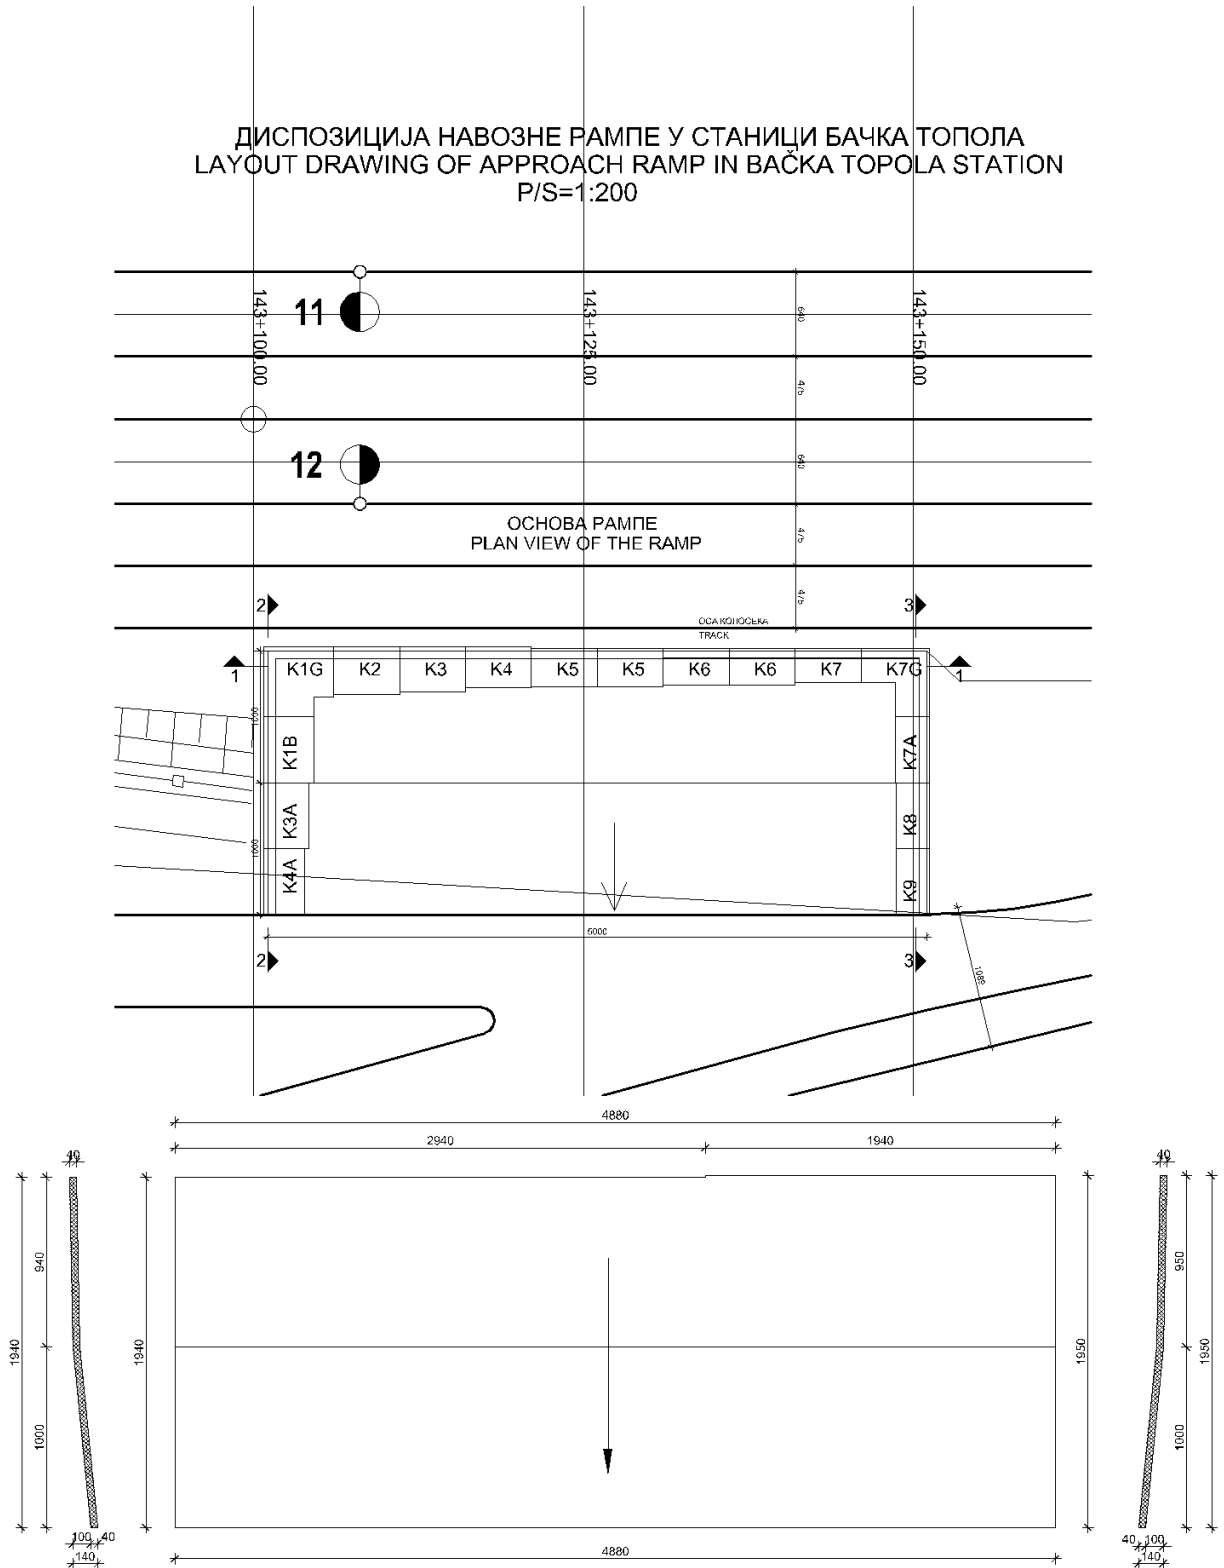 ДИСПОЗИЦИЈА НАВОЗНЕ РАМПЕ У СТАНИЦИ БАЧКА ТОПОЛА
LAYOUT DRAWING OF APPROACH RAMP IN BAČKA TOPOLA STATION
P/S=1:200
143+100.00
143+125.00
143+150.00
11
640
475
12
640
ОСНОВА РАМПЕ
PLAN VIEW OF THE RAMP
475
475
2
3
ОСА КОЛОСЕКА
TRACK
1
K1G
K2
K3
K4
K5
K5
K6
K6
K7
K7G
1
1000
K1B
K7A
K3A
K8
1000
K4A
K9
5000
2
3
1089
4880
2940
1940
40
40
940
1940
1940
1000
100
40
140
1950
950
1950
1000
40
100
140
4880